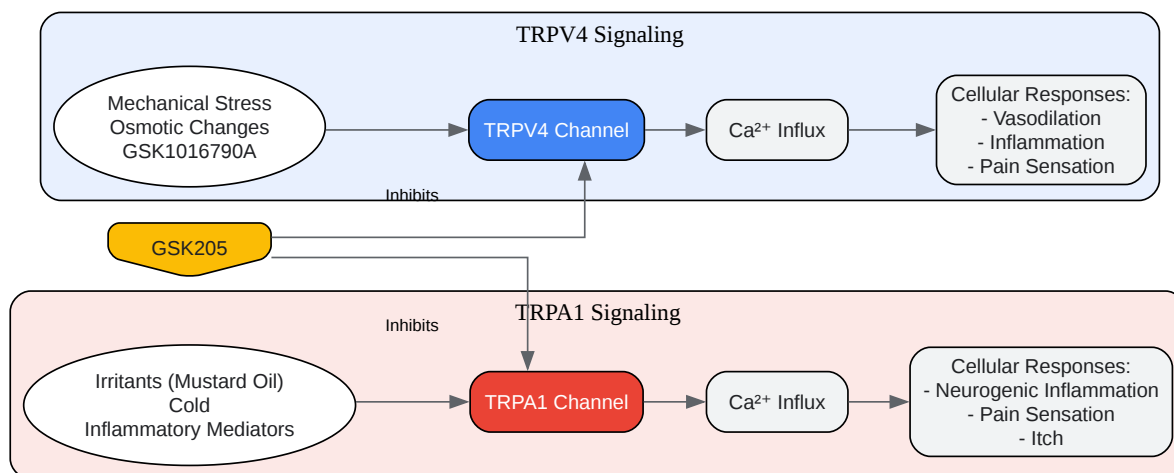 TRPV4 Signaling
Mechanical Stress
Osmotic Changes
GSK1016790A
TRPV4 Channel
Ca²⁺ Influx
Cellular Responses:
- Vasodilation
- Inflammation
- Pain Sensation
Inhibits
GSK205
TRPA1 Signaling
Inhibits
Irritants (Mustard Oil)
Cold
Inflammatory Mediators
TRPA1 Channel
Ca²⁺ Influx
Cellular Responses:
- Neurogenic Inflammation
- Pain Sensation
- Itch